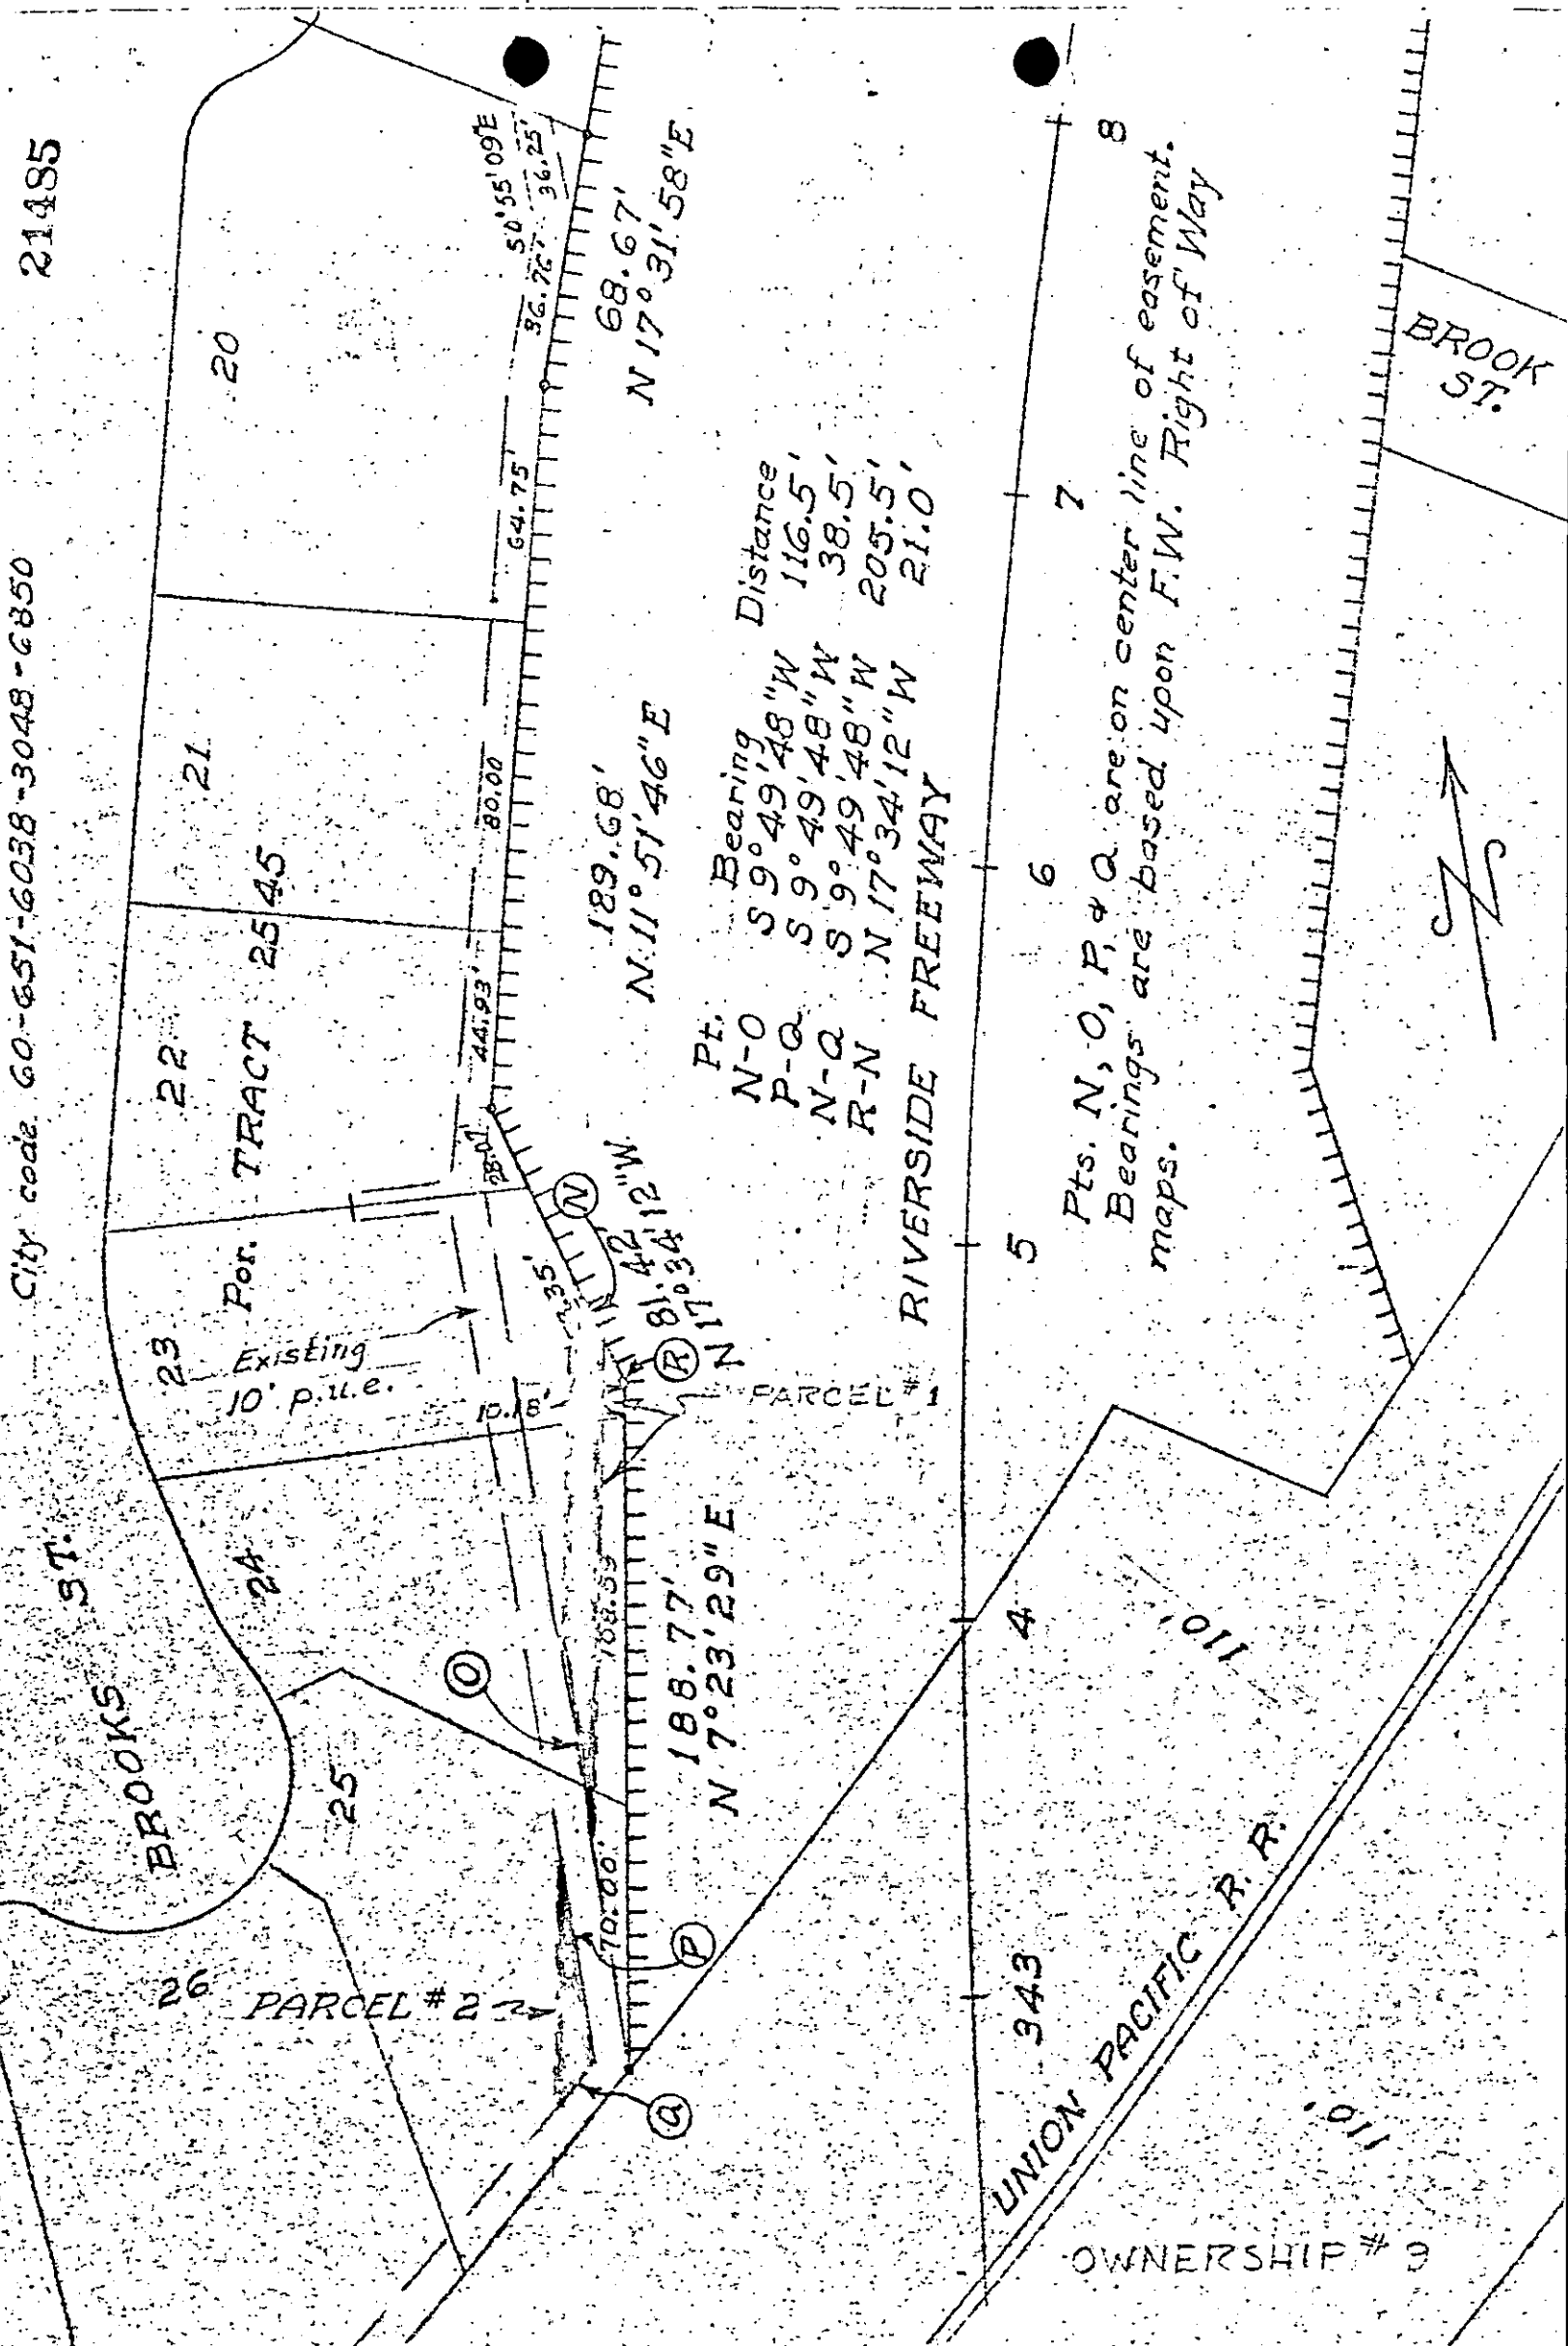 City code 60-651-6038-3048-6850
21485
BROOKS ST.
26
25
24
23
22
21
20
Por. TRACT 2545
Existing
10' p.u.e.
PARCEL #2
70.00'
10.18'
35'
28.07'
44.93'
80.00
64.75'
36.25'
O
P
Q
N
R
81.42'
N 17°34'12"W
PARCEL #1
188.77'
N 7°23'29"E
189.68'
N 11°51'46"E
68.67'
N 17°31'58"E
Pt. Bearing Distance
N-O S 9°49'48"W 116.5'
P-Q S 9°49'48"W 38.5'
N-Q S 9°49'48"W 205.5'
R-N N 17°34'12"W 21.0'
RIVERSIDE FREEWAY
343
4
5
6
7
8
Pts. N, O, P, & Q are on center line of easement.
Bearings are based upon F.W. Right of Way
maps.
BROOK
ST.
UNION PACIFIC R. R.
110'
110'
OWNERSHIP # 9
N